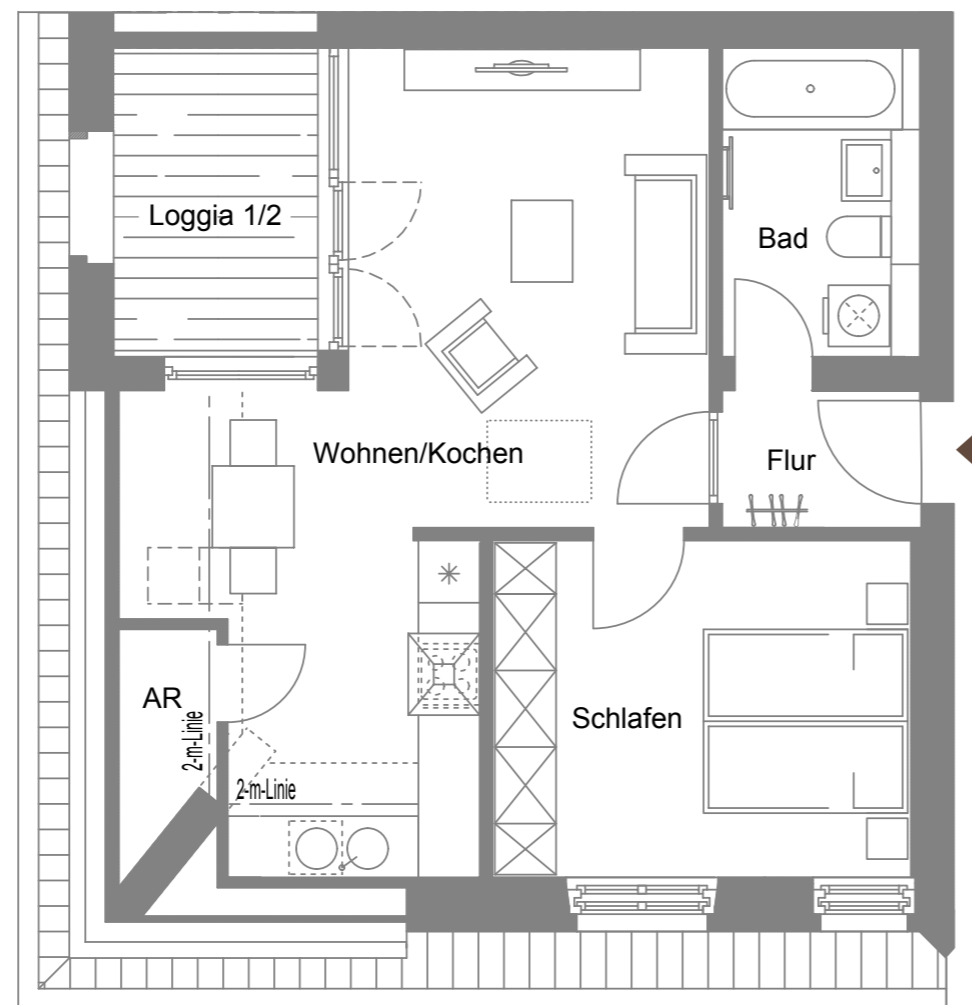 Loggia 1/2
Bad
Wohnen/Kochen
Flur
AR
2-m-Linie
Schlafen
2-m-Linie